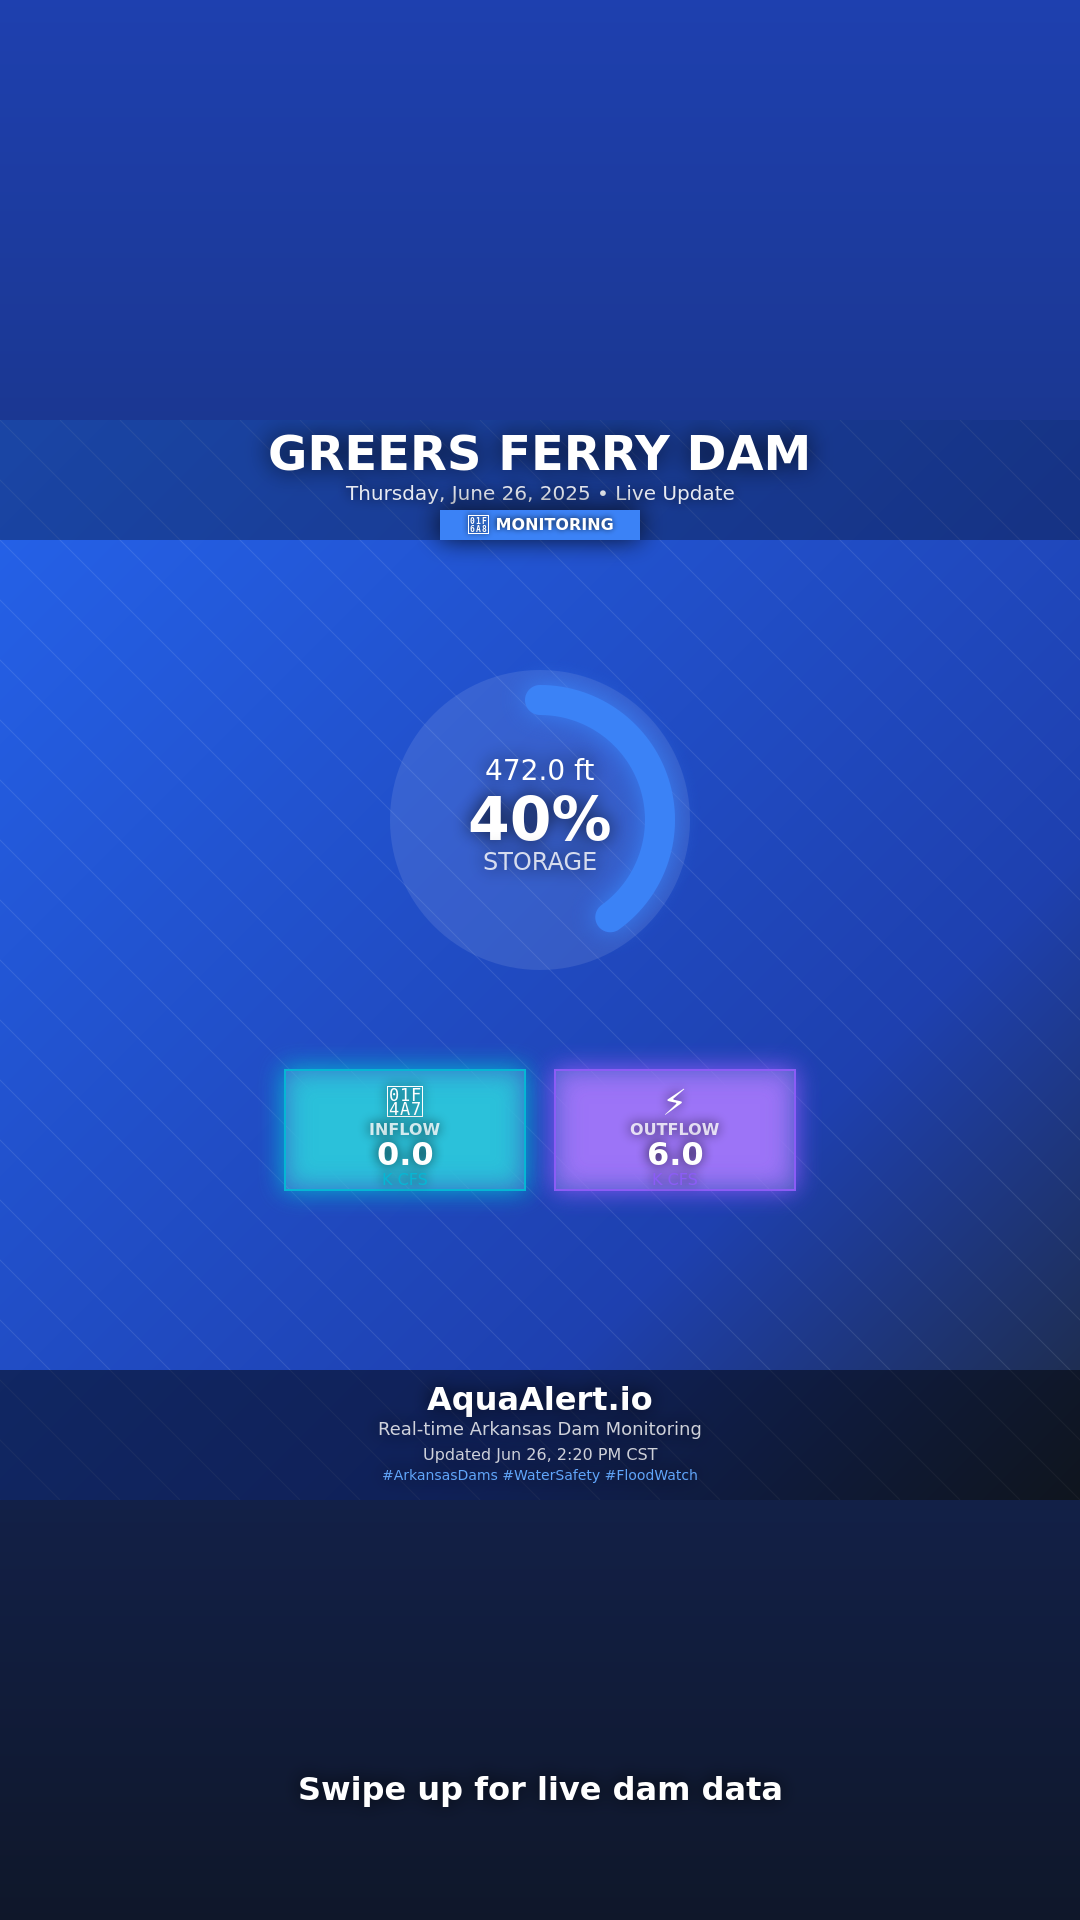 GREERS FERRY DAM
Thursday, June 26, 2025 • Live Update
MONITORING
472.0 ft
40%
STORAGE
INFLOW
0.0
K CFS
OUTFLOW
6.0
K CFS
AquaAlert.io
Real-time Arkansas Dam Monitoring
Updated Jun 26, 2:20 PM CST
#ArkansasDams #WaterSafety #FloodWatch
Swipe up for live dam data